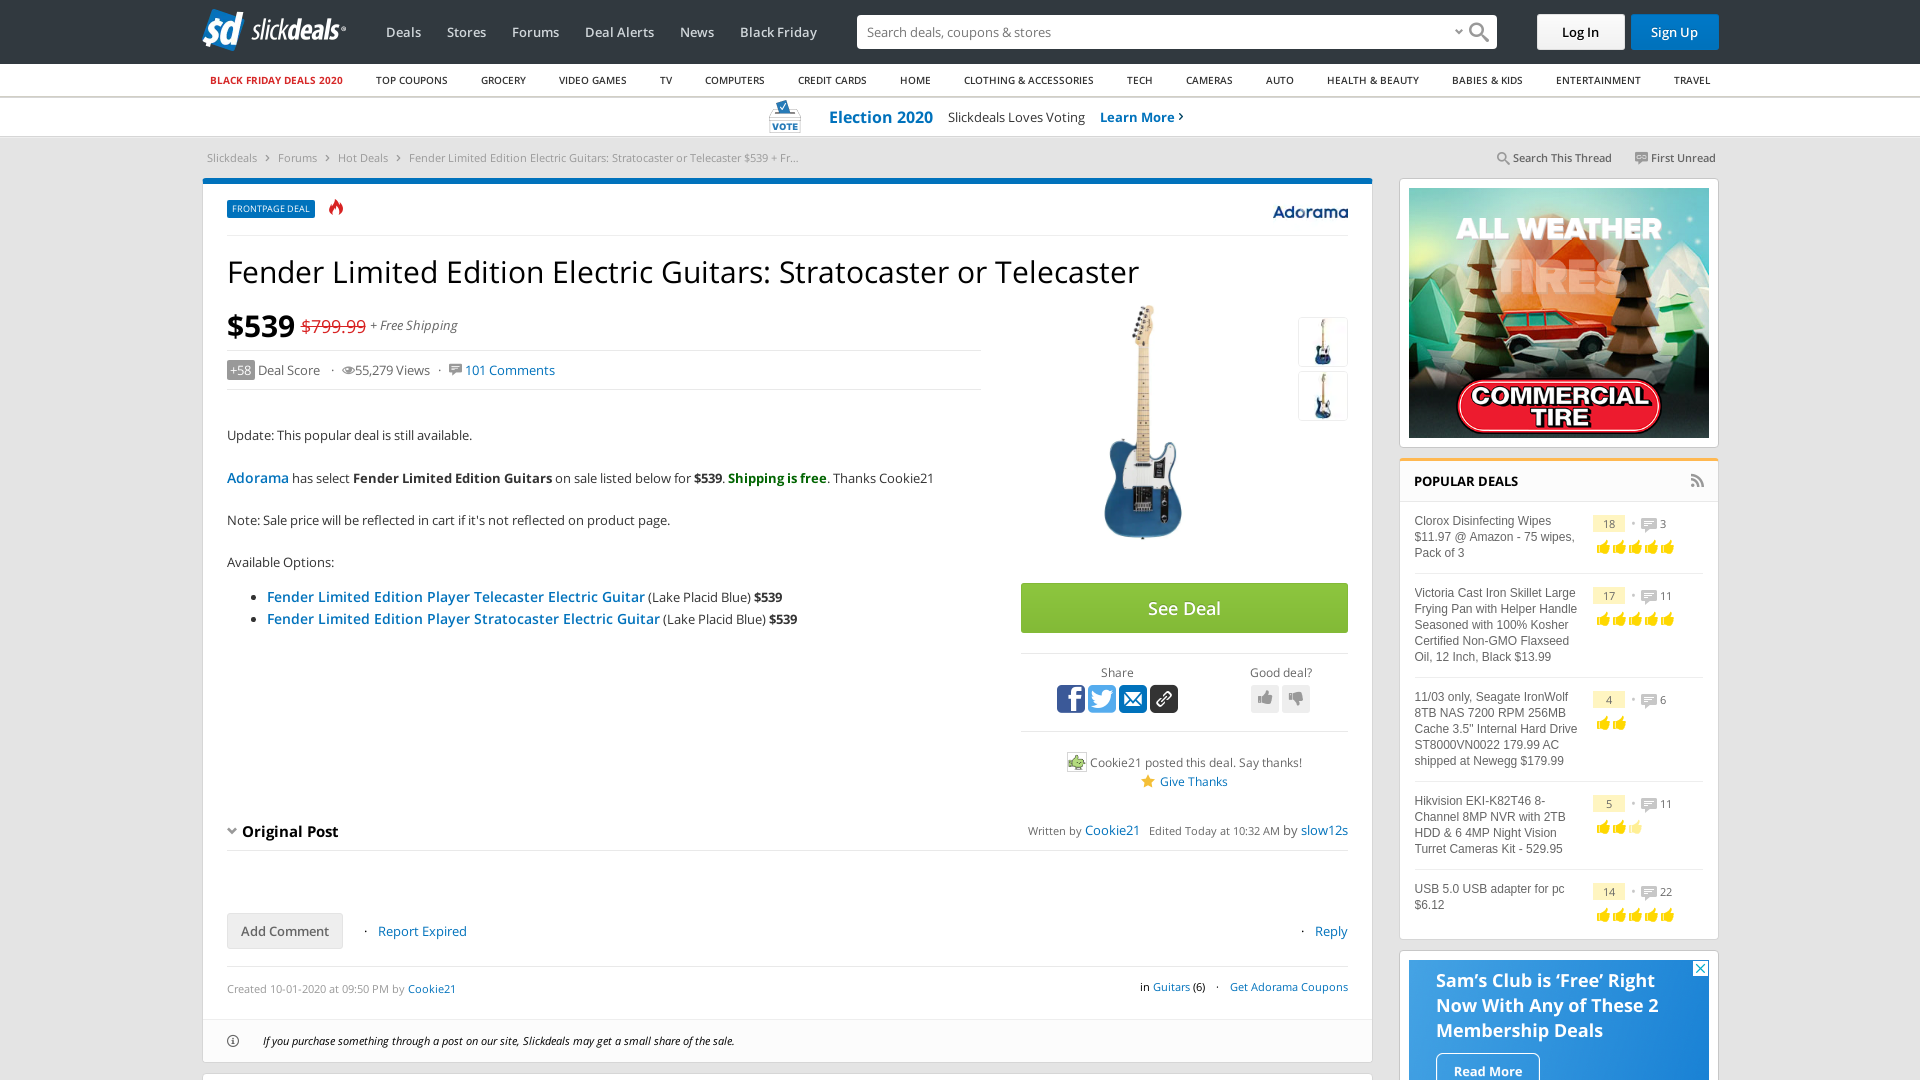 sd slickdeals®
Deals Stores Forums Deal Alerts News Black Friday
Search deals, coupons & shops
Log In Sign Up
BLACK FRIDAY DEALS 2020 TOP COUPONS GROCERY VIDEO GAMES TV COMPUTERS CREDIT CARDS HOME CLOTHING & ACCESSORIES TECH CAMERAS AUTO HEALTH & BEAUTY BABIES & KIDS ENTERTAINMENT TRAVEL
VOTE Election 2020 Slickdeals Loves Voting Learn More
Slickdeals Forums Hot Deals Fender Limited Edition Electric Guitars: Stratocaster or Telecaster $539 + Fr...
Search This Thread First Unread
FRONTPAGE DEAL
Adorama
Fender Limited Edition Electric Guitars: Stratocaster or Telecaster
$539 $799.99 + Free Shipping
+58 Deal Score · 55,279 Views · 101 Comments
Update: This popular deal is still available.
Adorama has select Fender Limited Edition Guitars on sale listed below for $539. Shipping is free. Thanks Cookie21
Note: Sale price will be reflected in cart if it's not reflected on product page.
Available Options:
• Fender Limited Edition Player Telecaster Electric Guitar (Lake Placid Blue) $539
• Fender Limited Edition Player Stratocaster Electric Guitar (Lake Placid Blue) $539
See Deal
Share Good deal?
Cookie21 posted this deal. Say thanks!
Give Thanks
Original Post
Written by Cookie21 Edited Today at 10:32 AM by slow12s
Add Comment · Report Expired
· Reply
Created 10-01-2020 at 09:50 PM by Cookie21
in Guitars (6) · Get Adorama Coupons
If you purchase something through a post on our site, Slickdeals may get a small share of the sale.
ALL WEATHER
TIRES
COMMERCIAL
TIRE
POPULAR DEALS
Clorox Disinfecting Wipes
$11.97 @ Amazon - 75 wipes,
Pack of 3
18 • 3
Victoria Cast Iron Skillet Large
Frying Pan with Helper Handle
Seasoned with 100% Kosher
Certified Non-GMO Flaxseed
Oil, 12 Inch, Black $13.99
17 • 11
11/03 only, Seagate IronWolf
8TB NAS 7200 RPM 256MB
Cache 3.5" Internal Hard Drive
ST8000VN0022 179.99 AC
shipped at Newegg $179.99
4 • 6
Hikvision EKI-K82T46 8-
Channel 8MP NVR with 2TB
HDD & 6 4MP Night Vision
Turret Cameras Kit - 529.95
5 • 11
USB 5.0 USB adapter for pc
$6.12
14 • 22
Sam's Club is 'Free' Right
Now With Any of These 2
Membership Deals
Read More